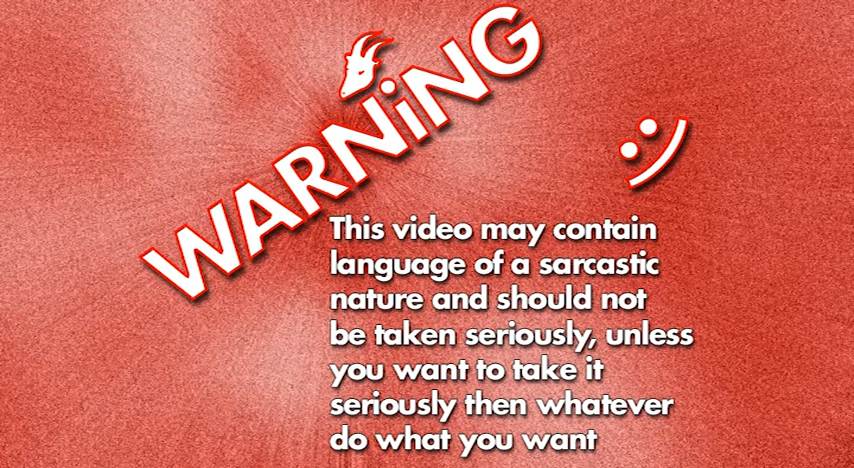 WARNiNG
:)
This video may contain
language of a sarcastic
nature and should not
be taken seriously, unless
you want to take it
seriously then whatever
do what you want